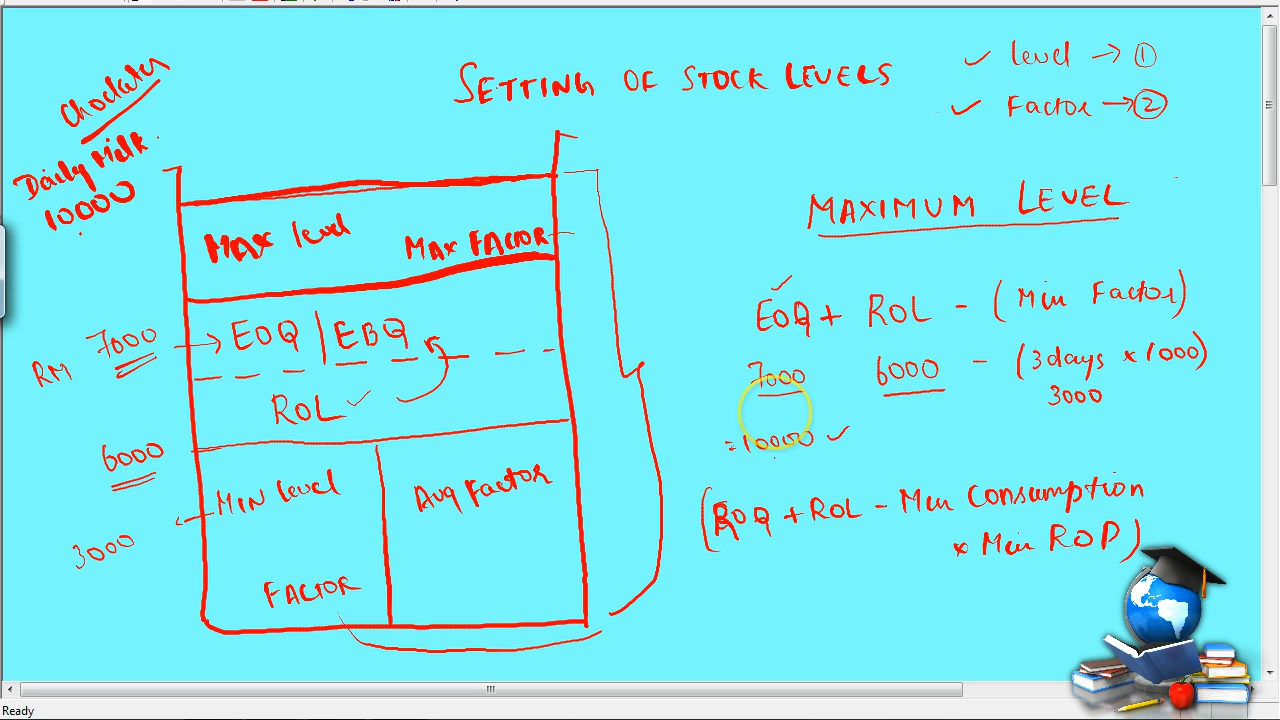 SETTING OF STOCK LEVELS
✓ level → ①
✓ Factor → ②
Choclates
Daily Milk
10000
MAX level
MAX FACTOR
RM 7000 → EOQ | EBQ
ROL ✓
6000
MIN level
Avg Factor
3000
FACTOR
MAXIMUM LEVEL
✓
EOQ + ROL - (Min Factor)
7000 6000 - (3days × 1000)
3000
= 10000 ✓
(ROQ + ROL - Min Consumption
× Min ROP)
Ready